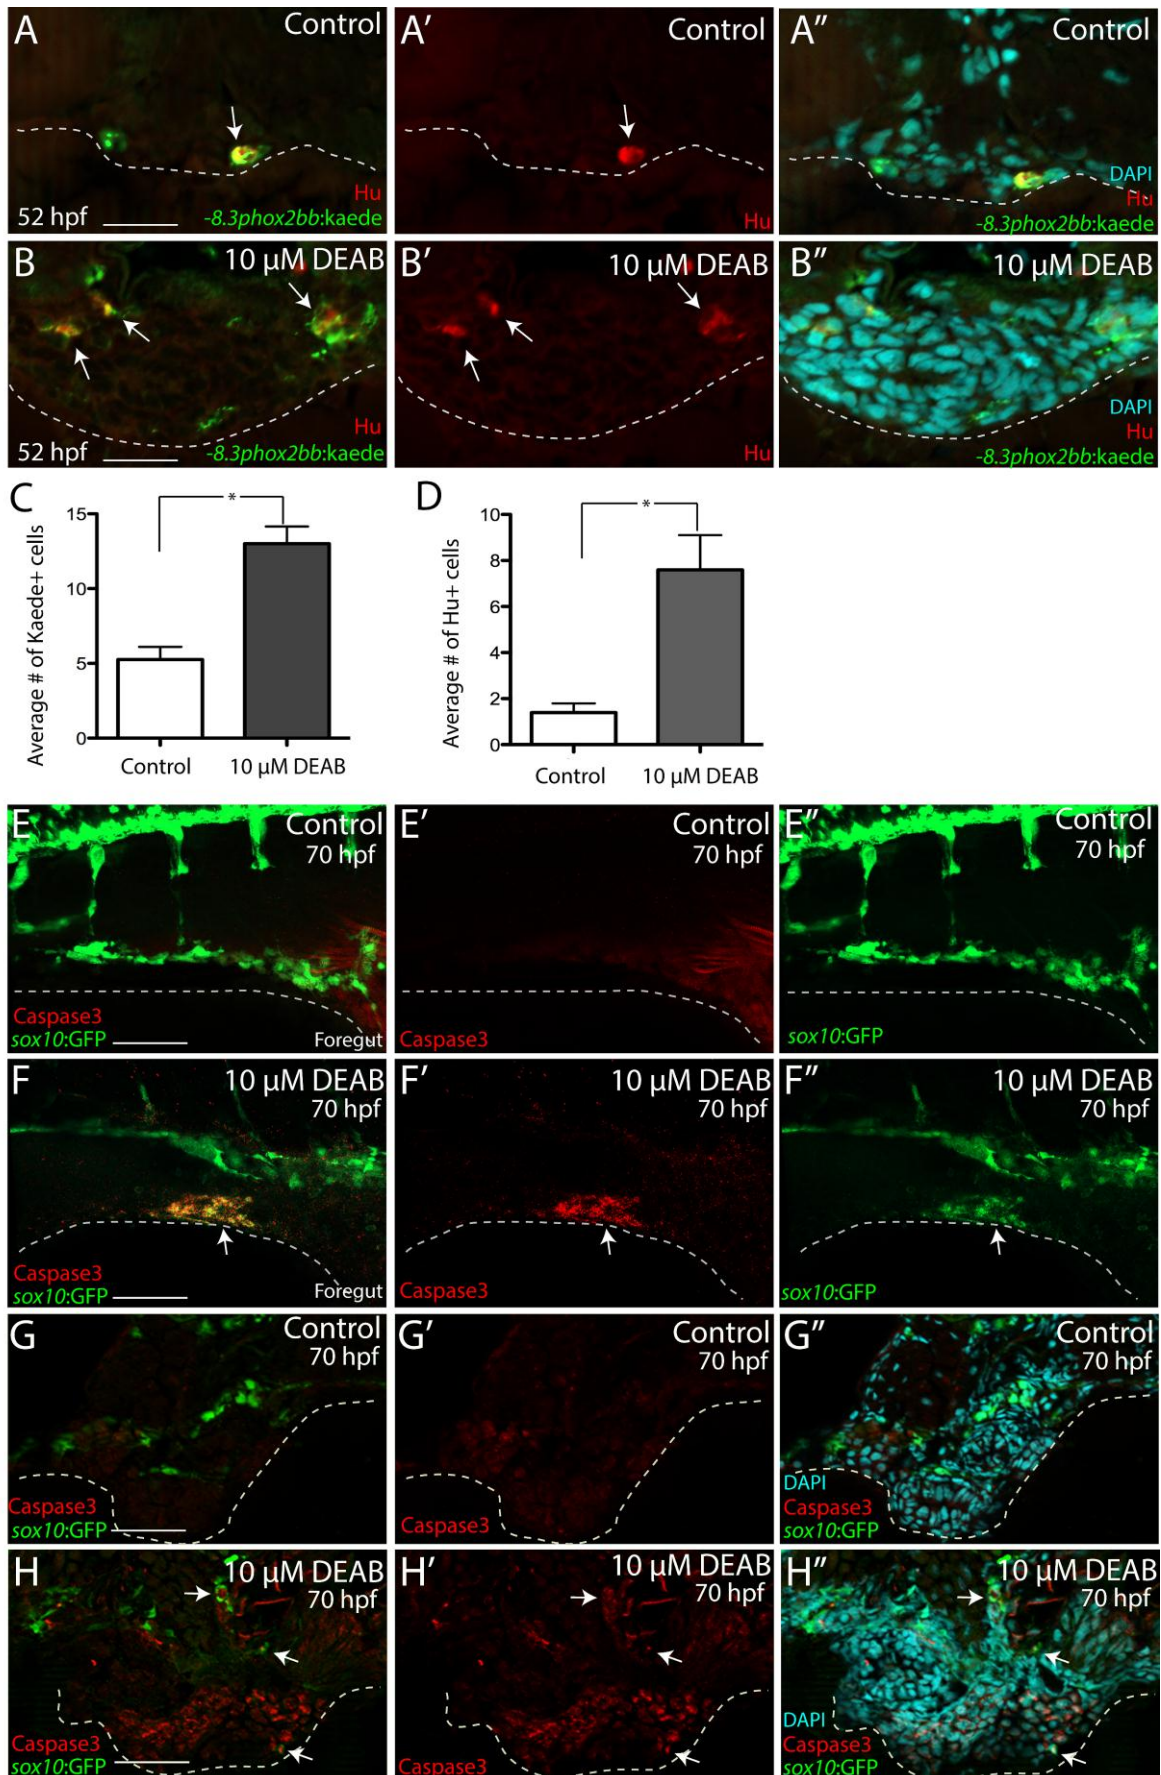 A
Control
Hu
52 hpf
-8.3phox2bb:kaede
A′
Control
Hu
A″
Control
DAPI
Hu
-8.3phox2bb:kaede
B
10 µM DEAB
Hu
52 hpf
-8.3phox2bb:kaede
B′
10 µM DEAB
Hu
B″
10 µM DEAB
DAPI
Hu
-8.3phox2bb:kaede
C
*
Average # of Kaede+ cells
15
10
5
0
Control
10 µM DEAB
D
*
Average # of Hu+ cells
10
8
6
4
2
0
Control
10 µM DEAB
E
Control
70 hpf
Caspase3
sox10:GFP
Foregut
E′
Control
70 hpf
Caspase3
E″
Control
70 hpf
sox10:GFP
F
10 µM DEAB
70 hpf
Caspase3
sox10:GFP
Foregut
F′
10 µM DEAB
70 hpf
Caspase3
F″
10 µM DEAB
70 hpf
sox10:GFP
G
Control
70 hpf
Caspase3
sox10:GFP
G′
Control
70 hpf
Caspase3
G″
Control
70 hpf
DAPI
Caspase3
sox10:GFP
H
10 µM DEAB
70 hpf
Caspase3
sox10:GFP
H′
10 µM DEAB
70 hpf
Caspase3
H″
10 µM DEAB
70 hpf
DAPI
Caspase3
sox10:GFP